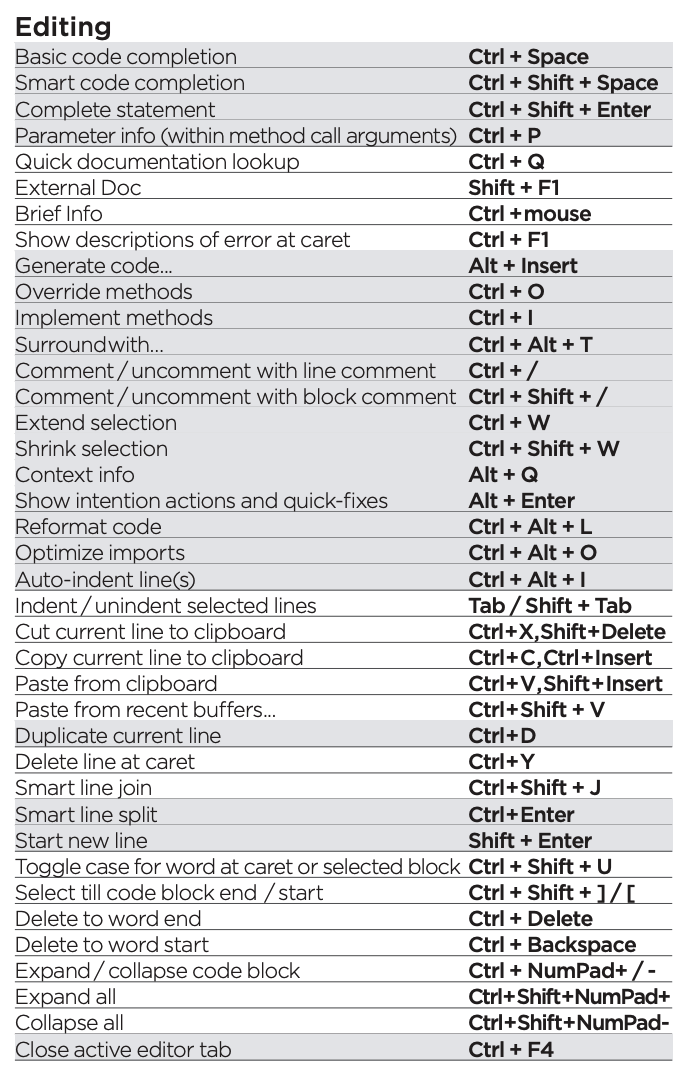 Editing
Basic code completion Ctrl + Space
Smart code completion Ctrl + Shift + Space
Complete statement Ctrl + Shift + Enter
Parameter info (within method call arguments) Ctrl + P
Quick documentation lookup Ctrl + Q
External Doc Shift + F1
Brief Info Ctrl +mouse
Show descriptions of error at caret Ctrl + F1
Generate code... Alt + Insert
Override methods Ctrl + O
Implement methods Ctrl + I
Surroundwith... Ctrl + Alt + T
Comment / uncomment with line comment Ctrl + /
Comment / uncomment with block comment Ctrl + Shift + /
Extend selection Ctrl + W
Shrink selection Ctrl + Shift + W
Context info Alt + Q
Show intention actions and quick-fixes Alt + Enter
Reformat code Ctrl + Alt + L
Optimize imports Ctrl + Alt + O
Auto-indent line(s) Ctrl + Alt + I
Indent / unindent selected lines Tab / Shift + Tab
Cut current line to clipboard Ctrl+X,Shift+Delete
Copy current line to clipboard Ctrl+C,Ctrl+Insert
Paste from clipboard Ctrl+V,Shift+Insert
Paste from recent buffers... Ctrl+Shift + V
Duplicate current line Ctrl+D
Delete line at caret Ctrl+Y
Smart line join Ctrl+Shift + J
Smart line split Ctrl+Enter
Start new line Shift + Enter
Toggle case for word at caret or selected block Ctrl + Shift + U
Select till code block end / start Ctrl + Shift + ] / [
Delete to word end Ctrl + Delete
Delete to word start Ctrl + Backspace
Expand / collapse code block Ctrl + NumPad+ / -
Expand all Ctrl+Shift+NumPad+
Collapse all Ctrl+Shift+NumPad-
Close active editor tab Ctrl + F4